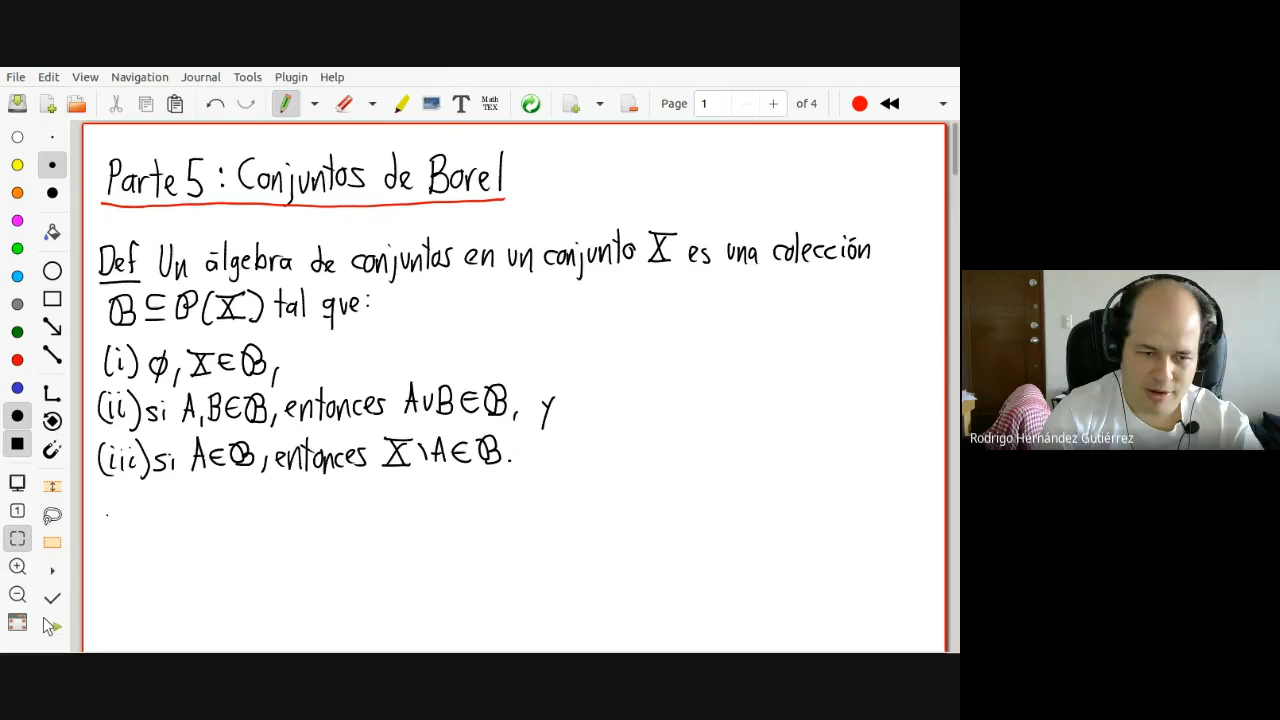 File Edit View Navigation Journal Tools Plugin Help
Math TEX Page 1 of 4
Parte 5: Conjuntos de Borel
Def Un álgebra de conjuntos en un conjunto X es una colección
𝔹 ⊆ ℙ(X) tal que:
(i) ∅, X ∈ 𝔹,
(ii) si A, B ∈ 𝔹, entonces A∪B ∈ 𝔹, y
(iii) si A ∈ 𝔹, entonces X \ A ∈ 𝔹.
Rodrigo Hernández Gutiérrez